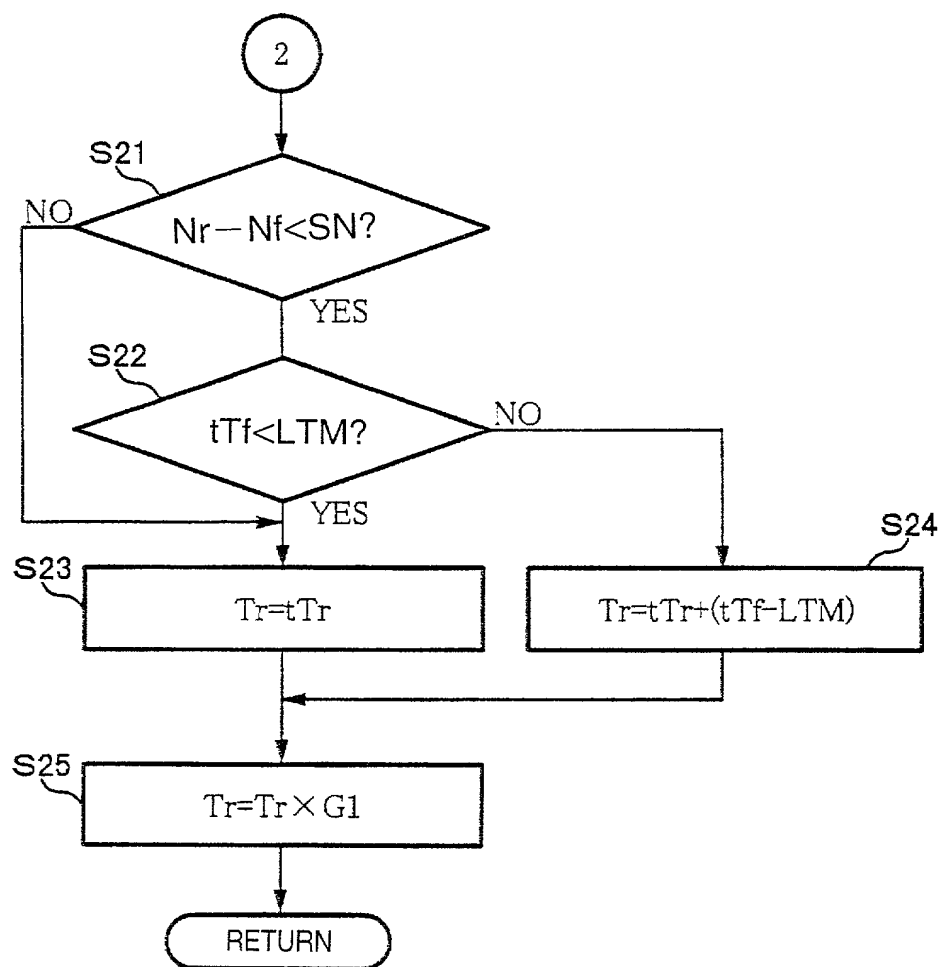 2
S21
NO
Nr－Nf<SN?
YES
S22
tTf<LTM?
NO
YES
S23
Tr=tTr
S24
Tr=tTr+(tTf-LTM)
S25
Tr=Tr×G1
RETURN